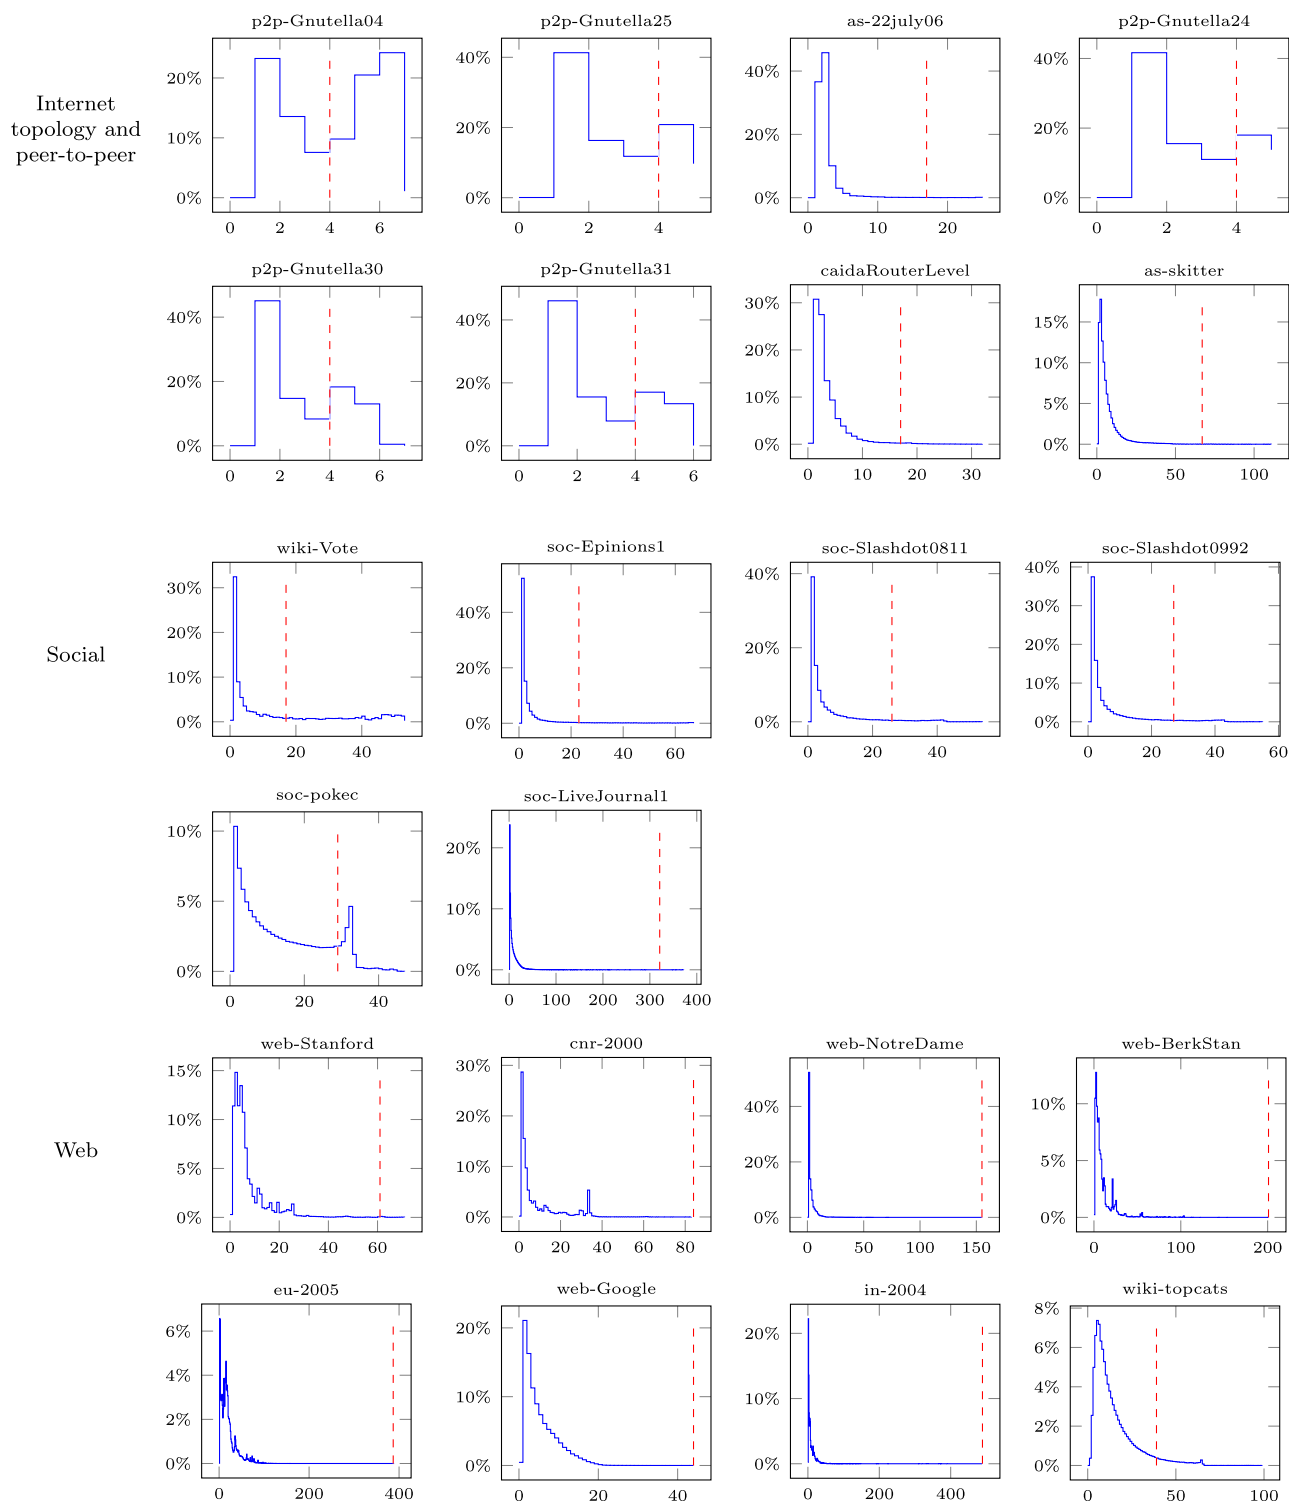 p2p-Gnutella04
p2p-Gnutella25
as-22july06
p2p-Gnutella24
Internet
topology and
peer-to-peer
20%
10%
0%
0 2 4 6
40%
20%
0%
0 2 4
40%
20%
0%
0 10 20
40%
20%
0%
0 2 4
p2p-Gnutella30
p2p-Gnutella31
caidaRouterLevel
as-skitter
40%
20%
0%
0 2 4 6
40%
20%
0%
0 2 4 6
30%
20%
10%
0%
0 10 20 30
15%
10%
5%
0%
0 50 100
Social
wiki-Vote
soc-Epinions1
soc-Slashdot0811
soc-Slashdot0992
30%
20%
10%
0%
0 20 40
40%
20%
0%
0 20 40 60
40%
20%
0%
0 20 40
40%
30%
20%
10%
0%
0 20 40 60
soc-pokec
soc-LiveJournal1
10%
5%
0%
0 20 40
20%
10%
0%
0 100 200 300 400
Web
web-Stanford
cnr-2000
web-NotreDame
web-BerkStan
15%
10%
5%
0%
0 20 40 60
30%
20%
10%
0%
0 20 40 60 80
40%
20%
0%
0 50 100 150
10%
5%
0%
0 100 200
eu-2005
web-Google
in-2004
wiki-topcats
6%
4%
2%
0%
0 200 400
20%
10%
0%
0 20 40
20%
10%
0%
0 200 400
8%
6%
4%
2%
0%
0 50 100